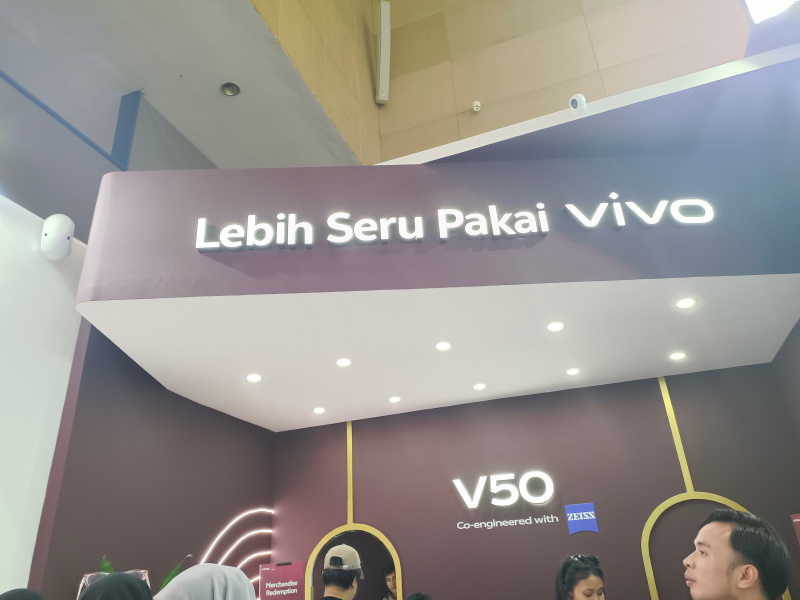 Lebih Seru Pakai vivo
V50
Co-engineered with ZEISS
Merchandise
Redemption